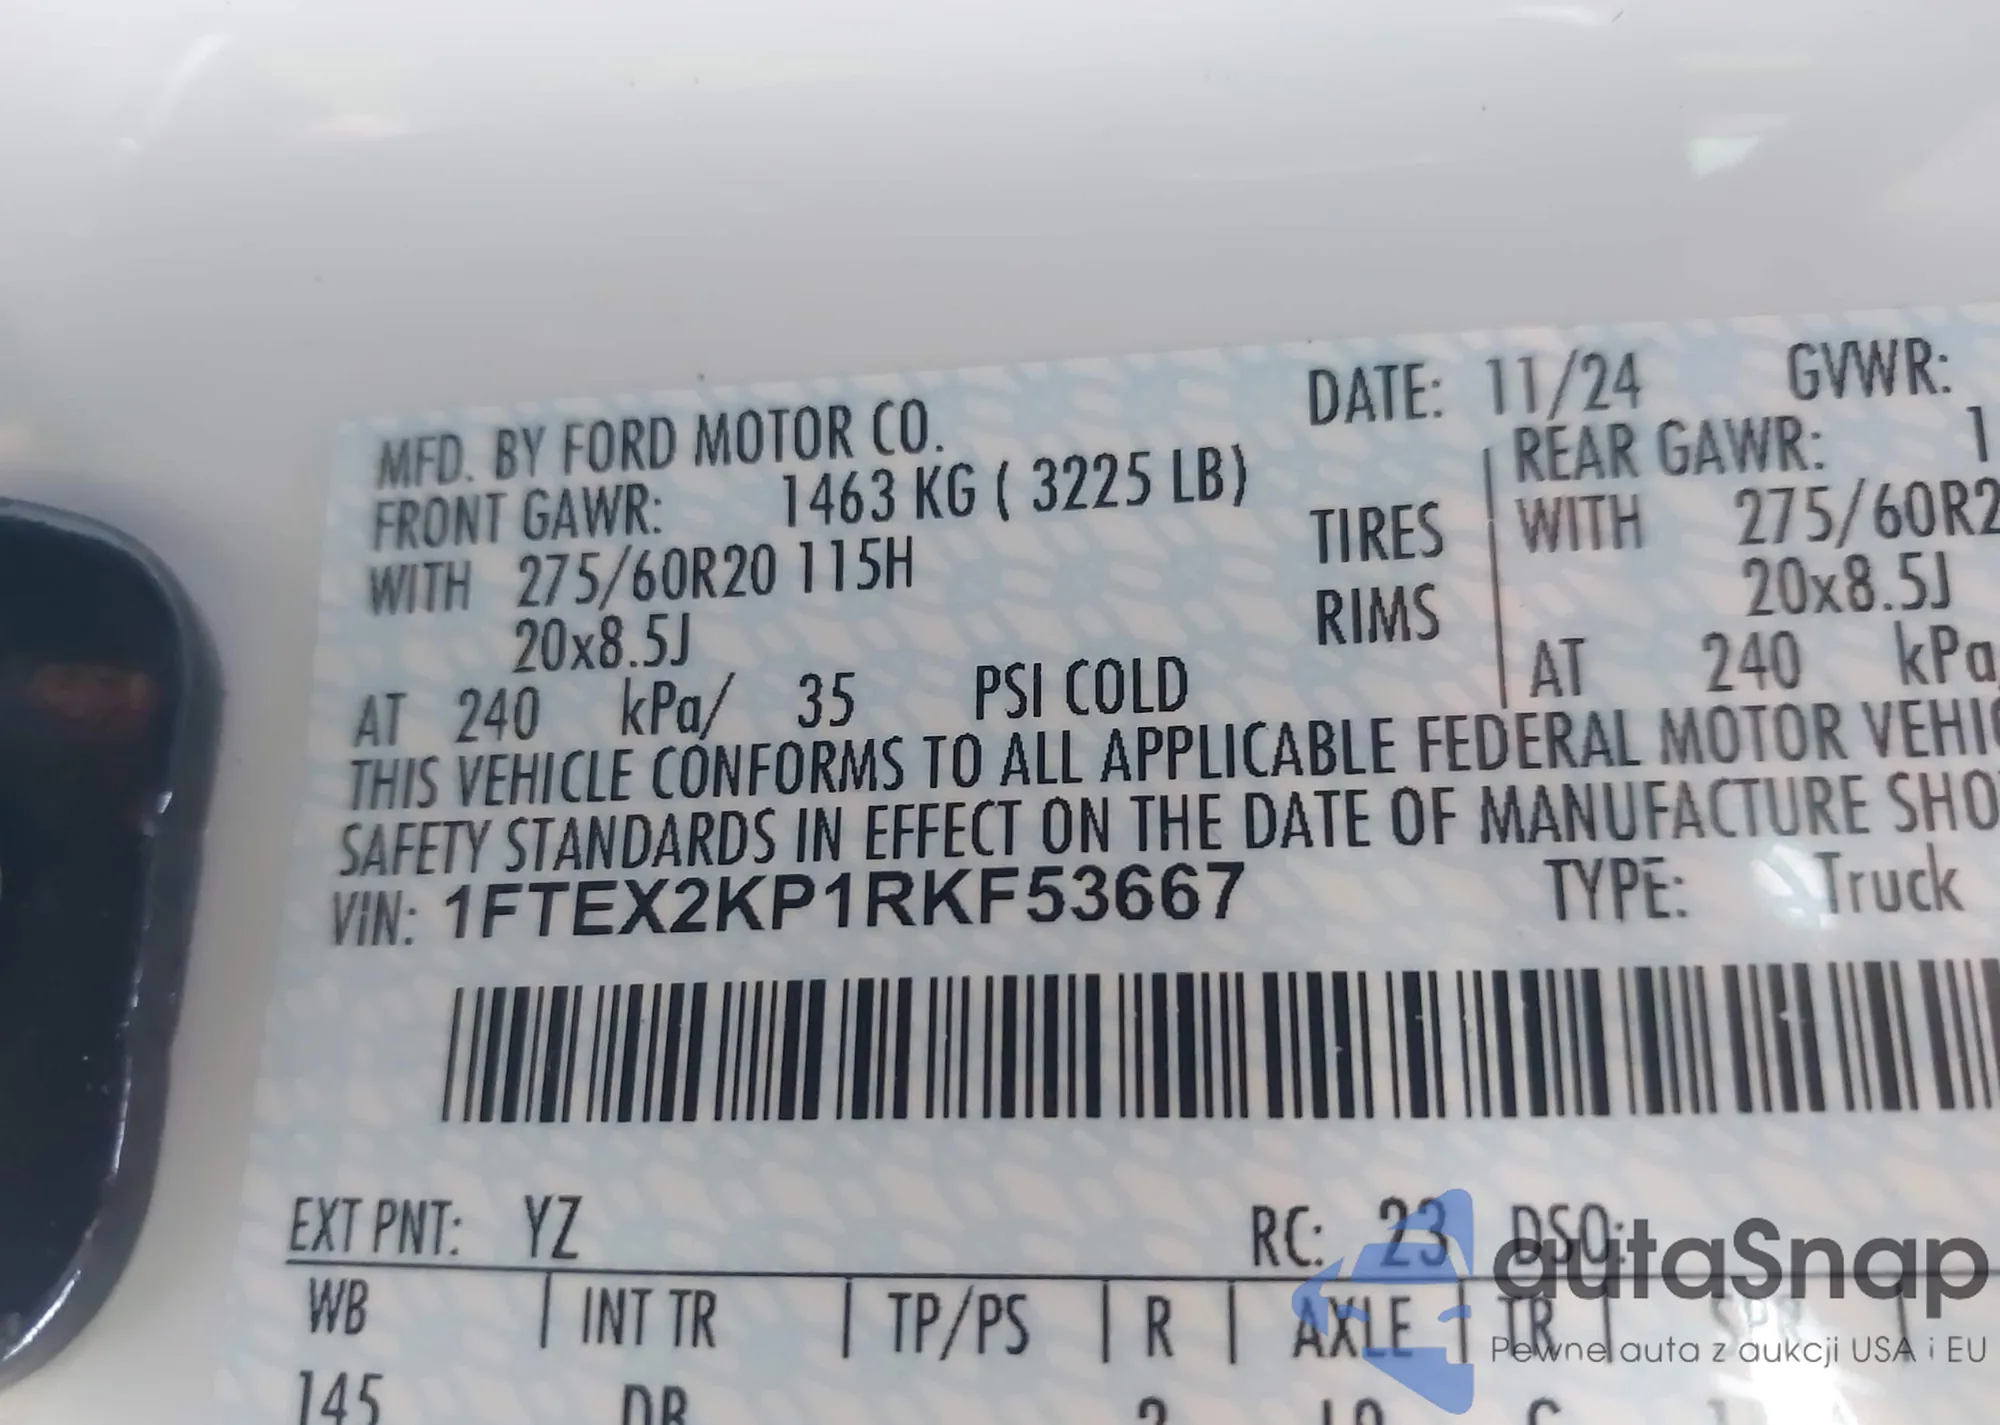 MFD. BY FORD MOTOR CO. DATE: 11/24 GVWR:
FRONT GAWR: 1463 KG ( 3225 LB) REAR GAWR: 1
WITH 275/60R20 115H TIRES WITH 275/60R2
20x8.5J RIMS 20x8.5J
AT 240 kPa/ 35 PSI COLD AT 240 kPa/
THIS VEHICLE CONFORMS TO ALL APPLICABLE FEDERAL MOTOR VEHIC
SAFETY STANDARDS IN EFFECT ON THE DATE OF MANUFACTURE SHO
VIN: 1FTEX2KP1RKF53667 TYPE: Truck
EXT PNT: YZ RC: 23 DSO:
WB INT TR TP/PS R AXLE TR SPR
145
autaSnap
Pewne auta z aukcji USA i EU